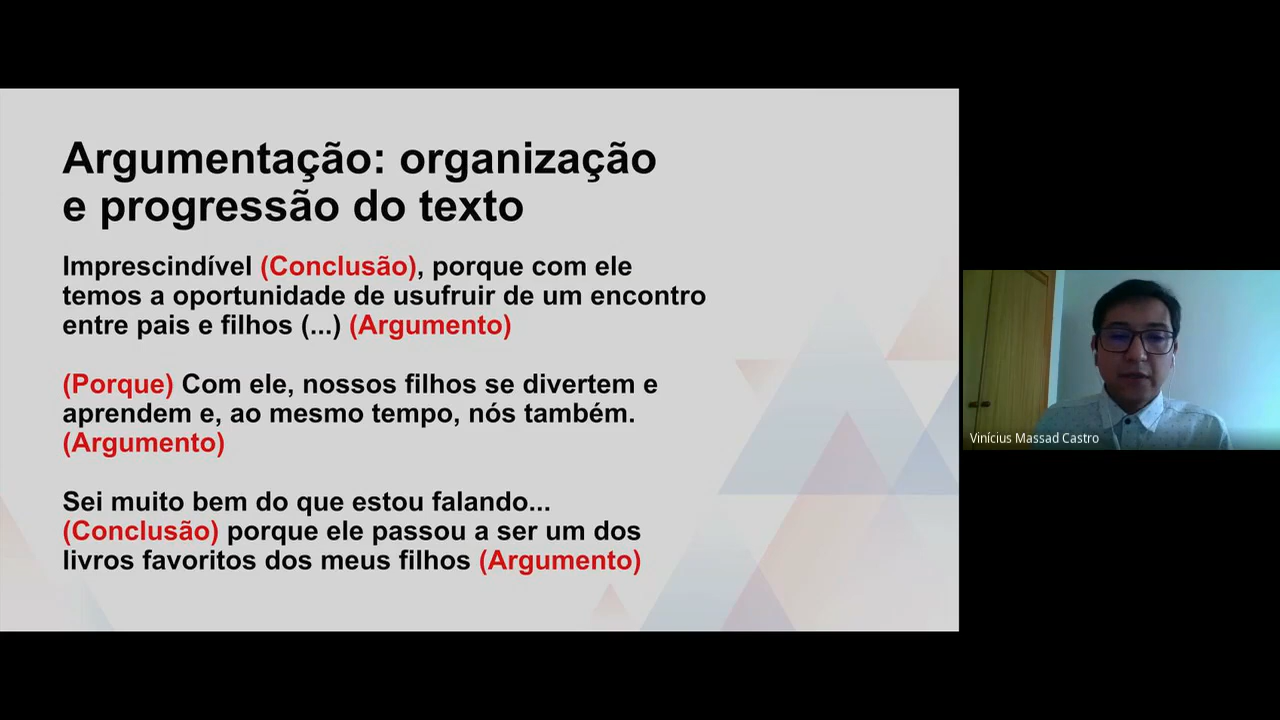 Argumentação: organização
e progressão do texto
Imprescindível (Conclusão), porque com ele
temos a oportunidade de usufruir de um encontro
entre pais e filhos (...) (Argumento)
(Porque) Com ele, nossos filhos se divertem e
aprendem e, ao mesmo tempo, nós também.
(Argumento)
Sei muito bem do que estou falando...
(Conclusão) porque ele passou a ser um dos
livros favoritos dos meus filhos (Argumento)
Vinícius Massad Castro